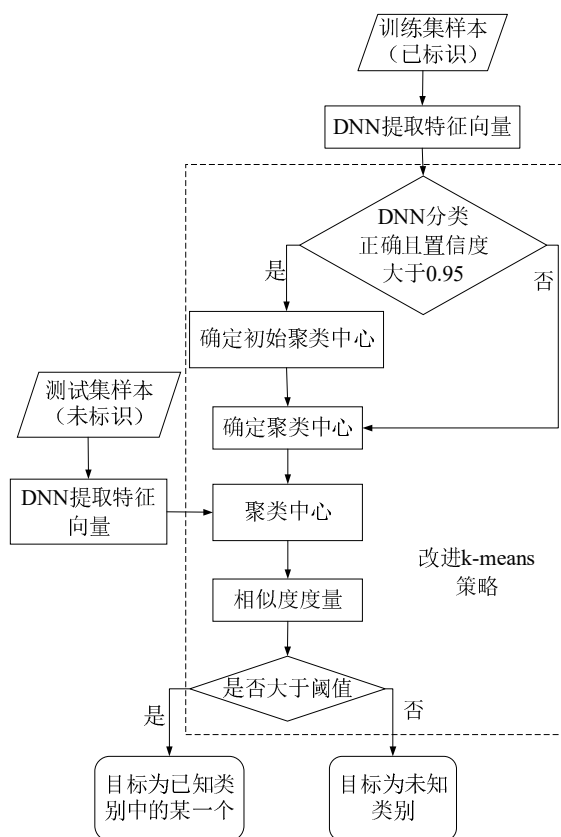 训练集样本
（已标识）
DNN提取特征向量
DNN分类
正确且置信度
大于0.95
是
否
确定初始聚类中心
测试集样本
（未标识）
确定聚类中心
DNN提取特征
向量
聚类中心
改进k-means
策略
相似度度量
是否大于阈值
是
否
目标为已知类
别中的某一个
目标为未知
类别